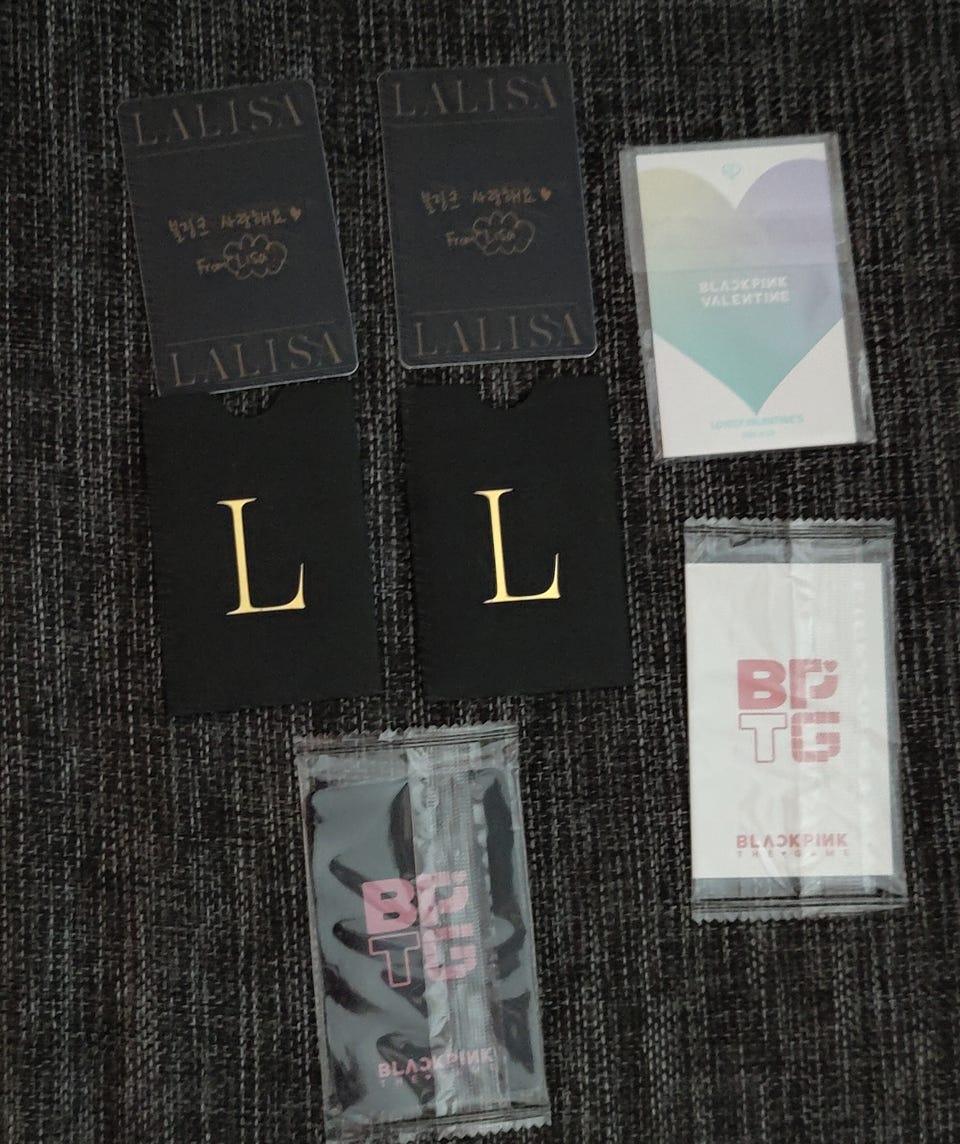 LALISA
블링크 사랑해요♥
From LISA
LALISA
LALISA
블링크 사랑해요♥
From LISA
LALISA
BLACKPINK
VALENTINE
L
L
BP
TG
BLACKPINK
THE GAME
BP
TG
BLACKPINK
THE GAME